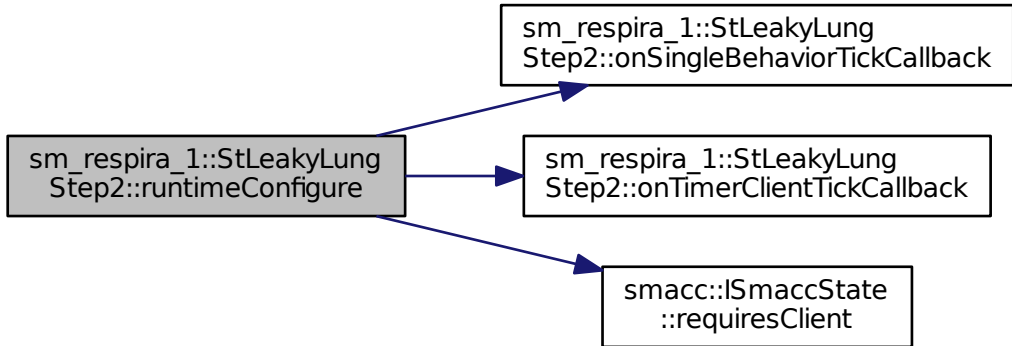 sm_respira_1::StLeakyLung
Step2::runtimeConfigure
sm_respira_1::StLeakyLung
Step2::onSingleBehaviorTickCallback
sm_respira_1::StLeakyLung
Step2::onTimerClientTickCallback
smacc::ISmaccState
::requiresClient